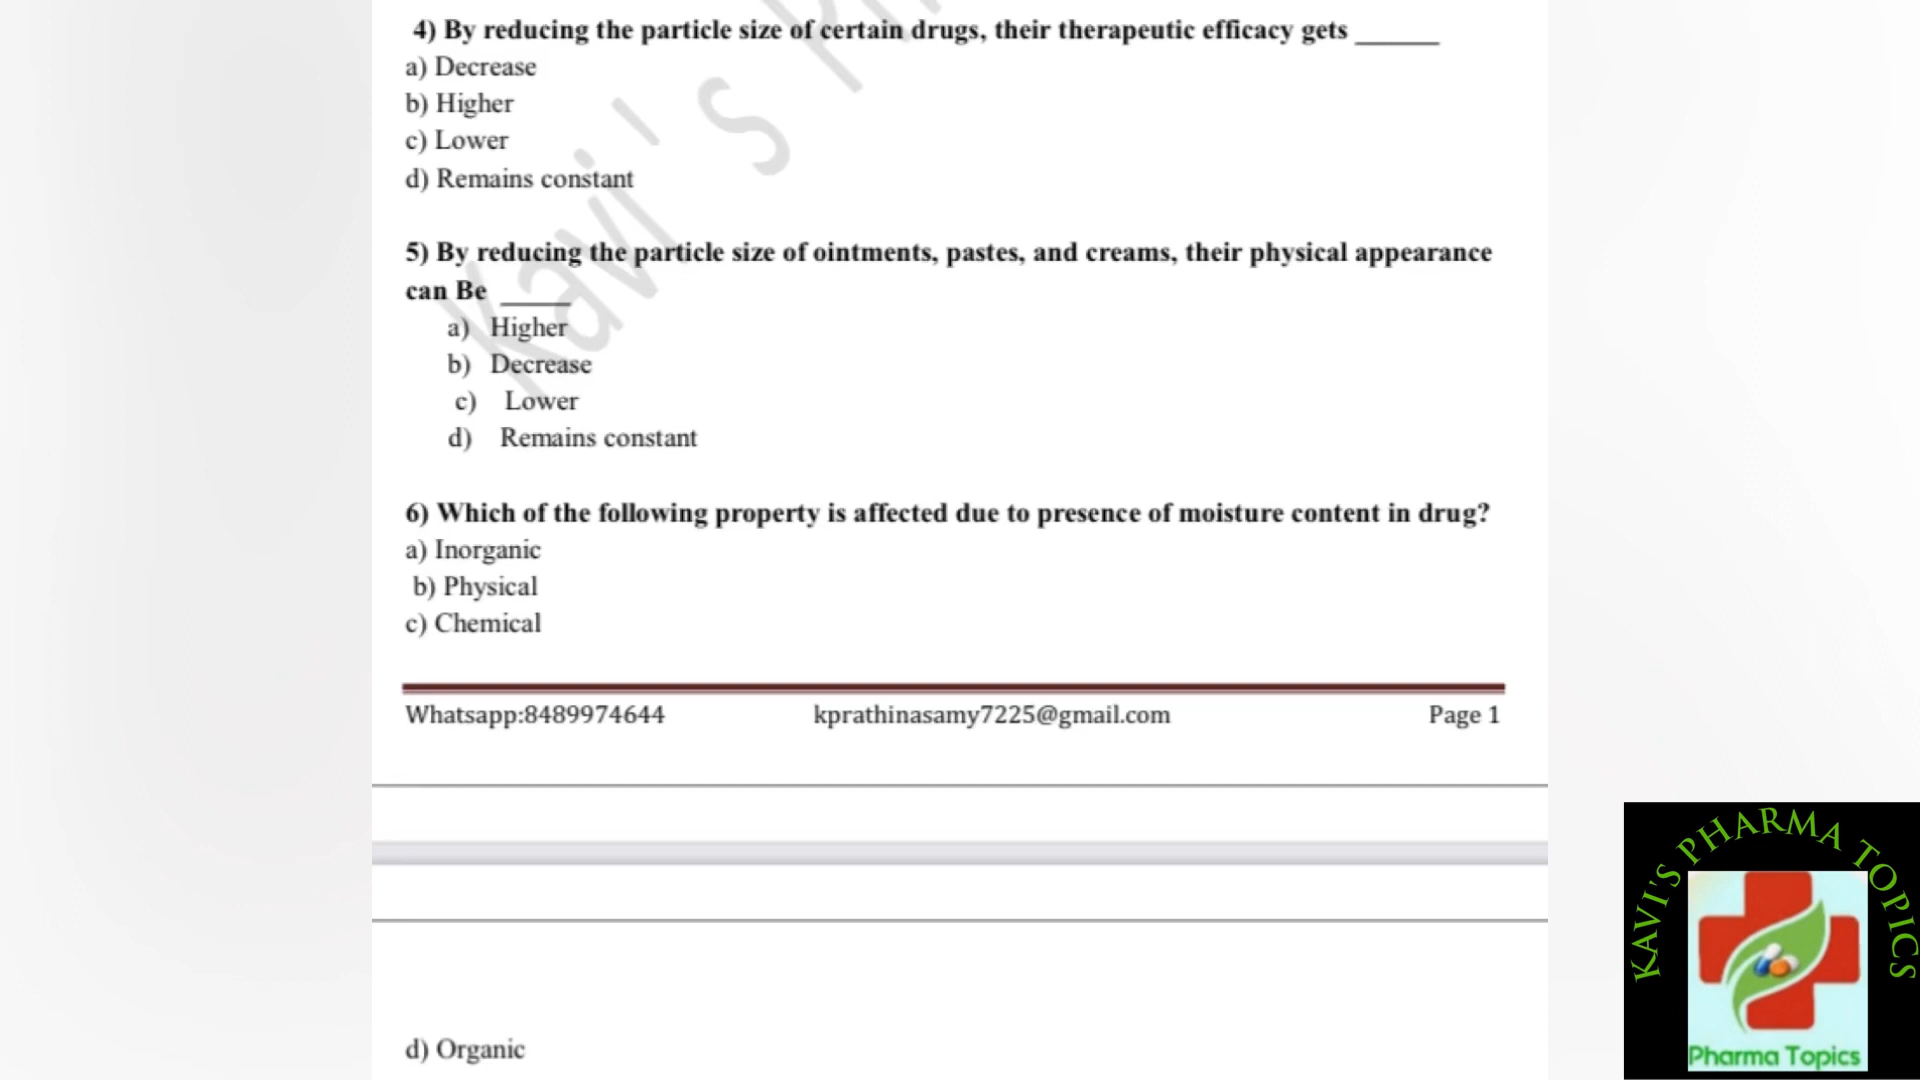 4) By reducing the particle size of certain drugs, their therapeutic efficacy gets ______
a) Decrease
b) Higher
c) Lower
d) Remains constant
5) By reducing the particle size of ointments, pastes, and creams, their physical appearance
can Be _____
a) Higher
b) Decrease
c) Lower
d) Remains constant
6) Which of the following property is affected due to presence of moisture content in drug?
a) Inorganic
b) Physical
c) Chemical
Whatsapp:8489974644 kprathinasamy7225@gmail.com Page 1
d) Organic
Kavi's
KAVI'S PHARMA TOPICS
Pharma Topics